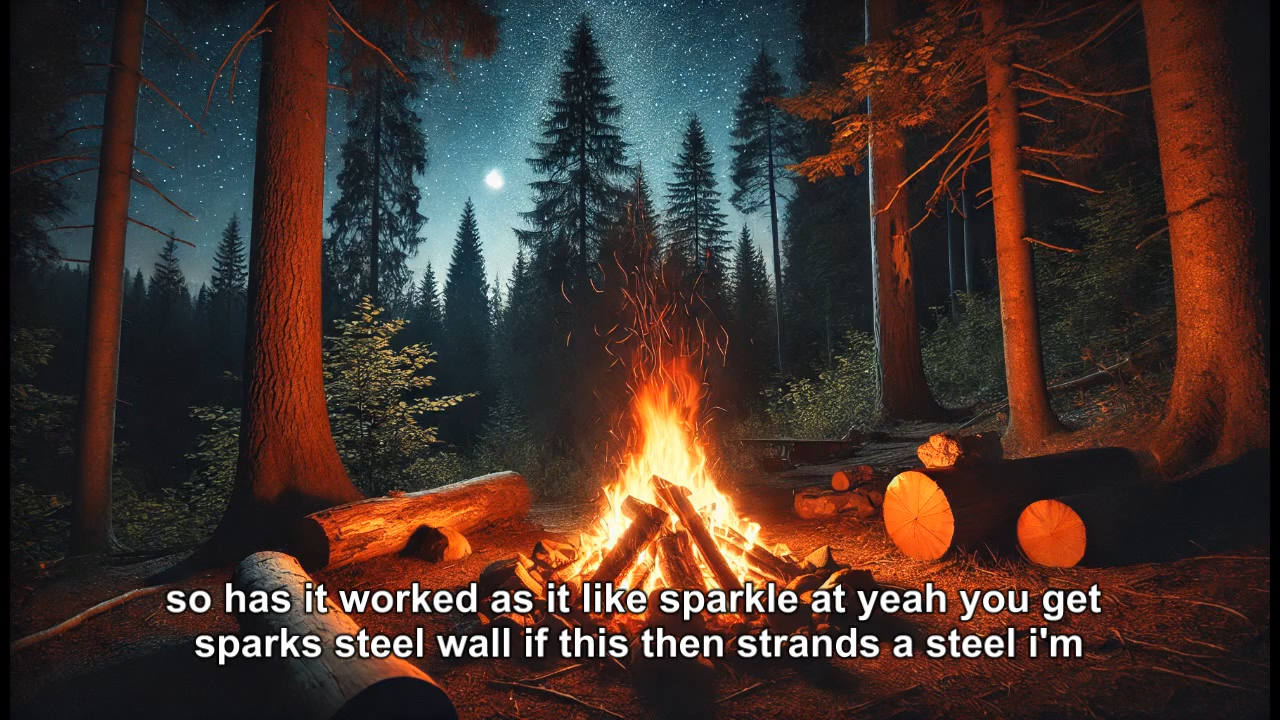 so has it worked as it like sparkle at yeah you get
sparks steel wall if this then strands a steel i'm